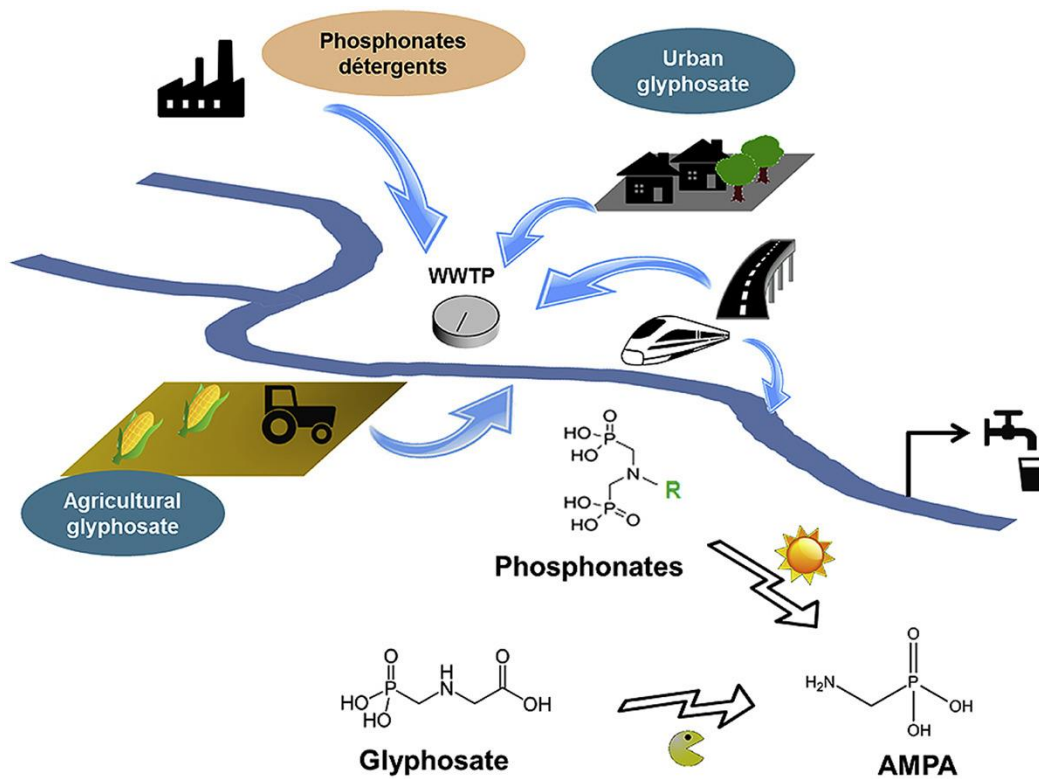 Phosphonates
détergents
Urban
glyphosate
WWTP
Agricultural
glyphosate
O
HO
P
HO
N
R
HO
P
O
HO
Phosphonates
O
H
N
O
P
HO
HO
OH
Glyphosate
O
H₂N
P
OH
OH
AMPA